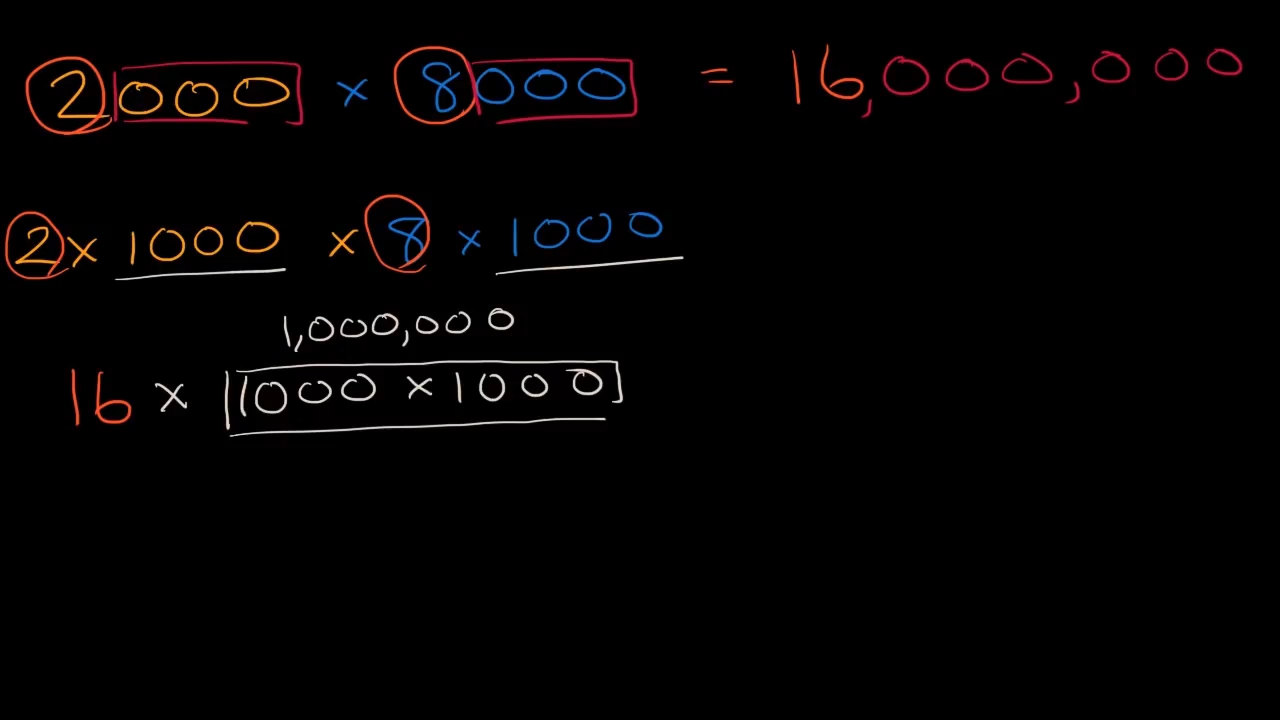 2000 × 8000 = 16,000,000
2 × 1000 × 8 × 1000
1,000,000
16 × 1000 × 1000